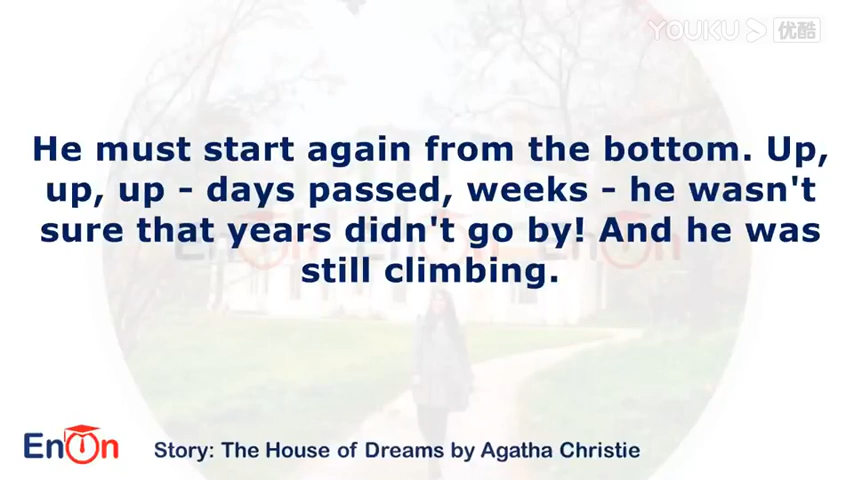 YOUKU 优酷
He must start again from the bottom. Up,
up, up - days passed, weeks - he wasn't
sure that years didn't go by! And he was
still climbing.
EnOn
Story: The House of Dreams by Agatha Christie